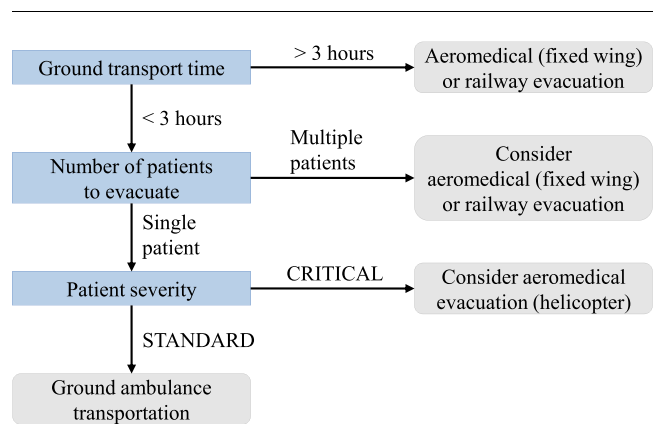 Ground transport time
> 3 hours
Aeromedical (fixed wing)
or railway evacuation
< 3 hours
Number of patients
to evacuate
Multiple
patients
Consider
aeromedical (fixed wing)
or railway evacuation
Single
patient
Patient severity
CRITICAL
Consider aeromedical
evacuation (helicopter)
STANDARD
Ground ambulance
transportation